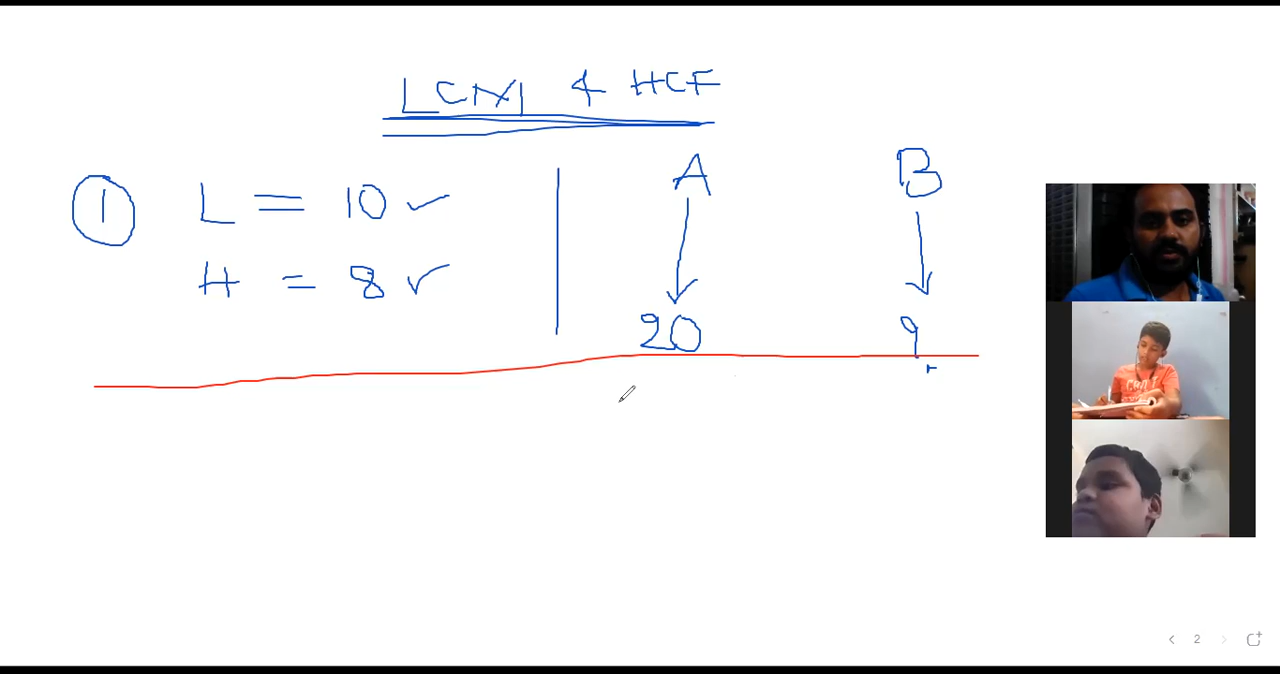 LCM & HCF
① L = 10 ✓
H = 8 ✓
A B
20 9
2